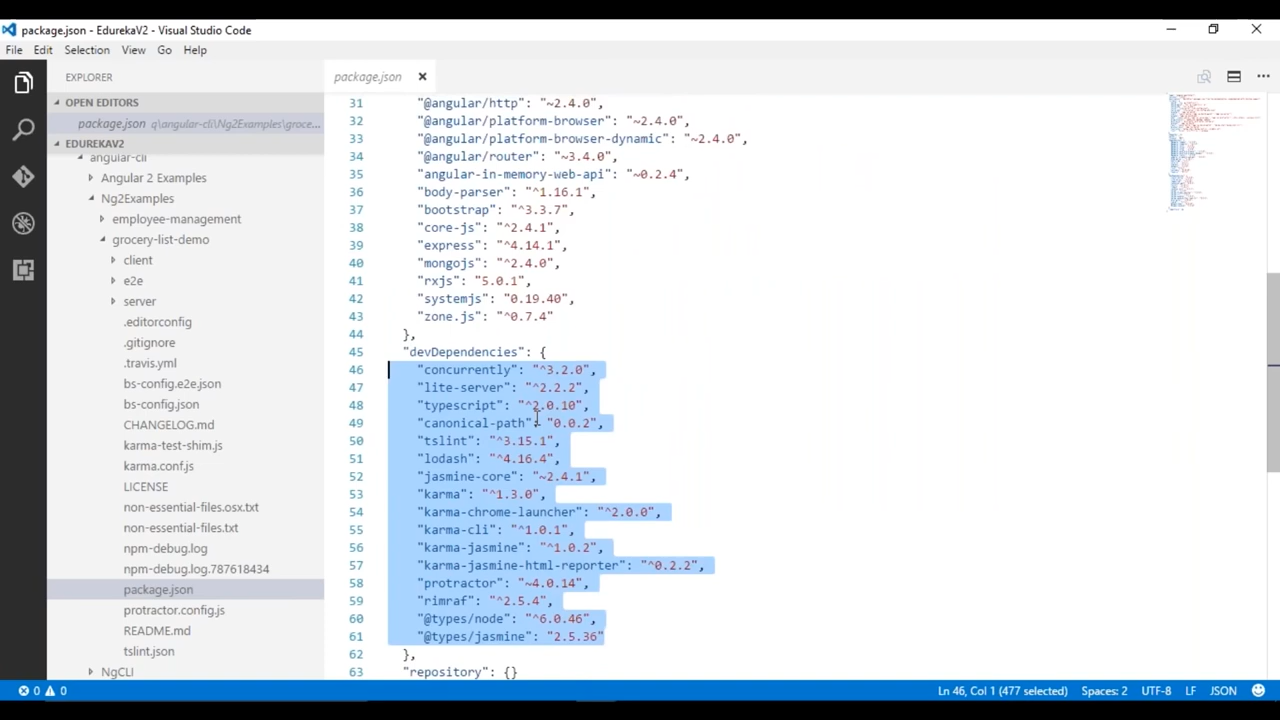 package.json - EdurekaV2 - Visual Studio Code
File Edit Selection View Go Help
EXPLORER
OPEN EDITORS
package.json q\angular-cli\Ng2Examples\groce...
EDUREKAV2
angular-cli
Angular 2 Examples
Ng2Examples
employee-management
grocery-list-demo
client
e2e
server
.editorconfig
.gitignore
.travis.yml
bs-config.e2e.json
bs-config.json
CHANGELOG.md
karma-test-shim.js
karma.conf.js
LICENSE
non-essential-files.osx.txt
non-essential-files.txt
npm-debug.log
npm-debug.log.787618434
package.json
protractor.config.js
README.md
tslint.json
NgCLI
package.json
31 "@angular/http": "~2.4.0",
32 "@angular/platform-browser": "~2.4.0",
33 "@angular/platform-browser-dynamic": "~2.4.0",
34 "@angular/router": "~3.4.0",
35 "angular-in-memory-web-api": "~0.2.4",
36 "body-parser": "^1.16.1",
37 "bootstrap": "^3.3.7",
38 "core-js": "^2.4.1",
39 "express": "^4.14.1",
40 "mongojs": "^2.4.0",
41 "rxjs": "5.0.1",
42 "systemjs": "0.19.40",
43 "zone.js": "^0.7.4"
44 },
45 "devDependencies": {
46 "concurrently": "^3.2.0",
47 "lite-server": "^2.2.2",
48 "typescript": "^2.0.10",
49 "canonical-path": "0.0.2",
50 "tslint": "^3.15.1",
51 "lodash": "^4.16.4",
52 "jasmine-core": "~2.4.1",
53 "karma": "^1.3.0",
54 "karma-chrome-launcher": "^2.0.0",
55 "karma-cli": "^1.0.1",
56 "karma-jasmine": "^1.0.2",
57 "karma-jasmine-html-reporter": "^0.2.2",
58 "protractor": "~4.0.14",
59 "rimraf": "^2.5.4",
60 "@types/node": "^6.0.46",
61 "@types/jasmine": "2.5.36"
62 },
63 "repository": {}
0 0 Ln 46, Col 1 (477 selected) Spaces: 2 UTF-8 LF JSON